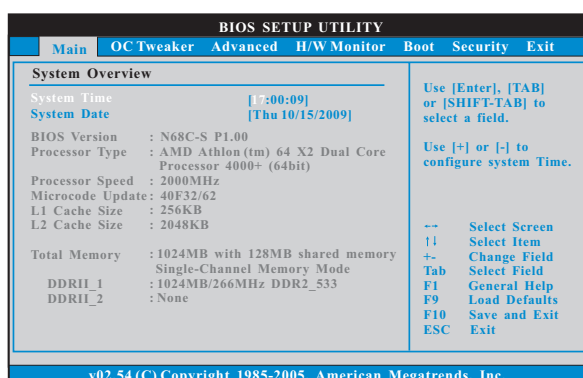 BIOS SETUP UTILITY
Main OC Tweaker Advanced H/W Monitor Boot Security Exit
System Overview
System Time [17:00:09]
System Date [Thu 10/15/2009]
BIOS Version : N68C-S P1.00
Processor Type : AMD Athlon (tm) 64 X2 Dual Core
Processor 4000+ (64bit)
Processor Speed : 2000MHz
Microcode Update : 40F32/62
L1 Cache Size : 256KB
L2 Cache Size : 2048KB
Total Memory : 1024MB with 128MB shared memory
Single-Channel Memory Mode
DDRII_1 : 1024MB/266MHz DDR2_533
DDRII_2 : None
Use [Enter], [TAB]
or [SHIFT-TAB] to
select a field.
Use [+] or [-] to
configure system Time.
←→ Select Screen
↑↓ Select Item
+- Change Field
Tab Select Field
F1 General Help
F9 Load Defaults
F10 Save and Exit
ESC Exit
v02.54 (C) Copyright 1985-2005, American Megatrends, Inc.